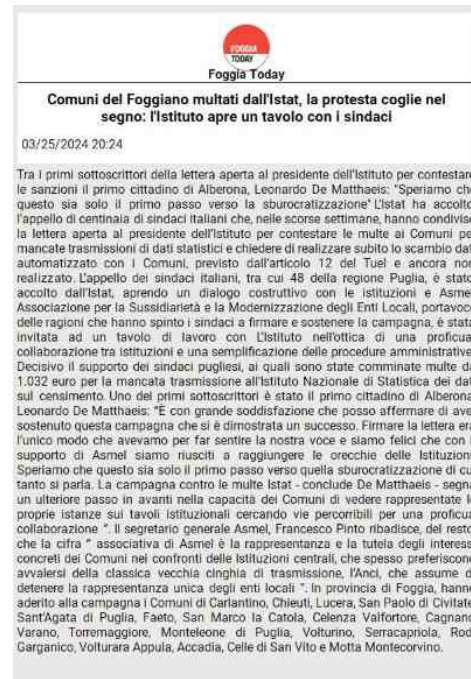 FOGGIA
TODAY
Foggia Today
Comuni del Foggiano multati dall'Istat, la protesta coglie nel
segno: l'Istituto apre un tavolo con i sindaci
03/25/2024 20:24
Tra i primi sottoscrittori della lettera aperta al presidente dell'Istituto per contestare
le sanzioni il primo cittadino di Alberona, Leonardo De Matthaeis: "Speriamo che
questo sia solo il primo passo verso la sburocratizzazione" L'Istat ha accolto
l'appello di centinaia di sindaci italiani che, nelle scorse settimane, hanno condiviso
la lettera aperta al presidente dell'Istituto per contestare le multe ai Comuni pe
mancate trasmissioni di dati statistici e chiedere di realizzare subito lo scambio dat
automatizzato con i Comuni, previsto dall'articolo 12 del Tuel e ancora non
realizzato. L'appello dei sindaci italiani, tra cui 48 della regione Puglia, è stato
accolto dall'Istat, aprendo un dialogo costruttivo con le istituzioni e Asme
Associazione per la Sussidiarietà e la Modernizzazione degli Enti Locali, portavoce
delle ragioni che hanno spinto i sindaci a firmare e sostenere la campagna, è stata
invitata ad un tavolo di lavoro con L'Istituto nell'ottica di una proficua
collaborazione tra istituzioni e una semplificazione delle procedure amministrative
Decisivo il supporto dei sindaci pugliesi, ai quali sono state comminate multe da
1.032 euro per la mancata trasmissione all'Istituto Nazionale di Statistica dei dat
sul censimento. Uno dei primi sottoscrittori è stato il primo cittadino di Alberona
Leonardo De Matthaeis: "È con grande soddisfazione che posso affermare di ave
sostenuto questa campagna che si è dimostrata un successo. Firmare la lettera era
l'unico modo che avevamo per far sentire la nostra voce e siamo felici che con i
supporto di Asmel siamo riusciti a raggiungere le orecchie delle Istituzioni
Speriamo che questo sia solo il primo passo verso quella sburocratizzazione di cu
tanto si parla. La campagna contro le multe Istat - conclude De Matthaeis - segna
un ulteriore passo in avanti nella capacità dei Comuni di vedere rappresentate le
proprie istanze sui tavoli istituzionali cercando vie percorribili per una proficua
collaborazione ". Il segretario generale Asmel, Francesco Pinto ribadisce, del resto
che la cifra " associativa di Asmel è la rappresentanza e la tutela degli interess
concreti dei Comuni nei confronti delle Istituzioni centrali, che spesso preferiscono
avvalersi della classica vecchia cinghia di trasmissione, l'Anci, che assume d
detenere la rappresentanza unica degli enti locali ". In provincia di Foggia, hanno
aderito alla campagna i Comuni di Carlantino, Chieuti, Lucera, San Paolo di Civitate
Sant'Agata di Puglia, Faeto, San Marco la Catola, Celenza Valfortore, Cagnano
Varano, Torremaggiore, Monteleone di Puglia, Volturino, Serracapriola, Rodi
Garganico, Volturara Appula, Accadia, Celle di San Vito e Motta Montecorvino.